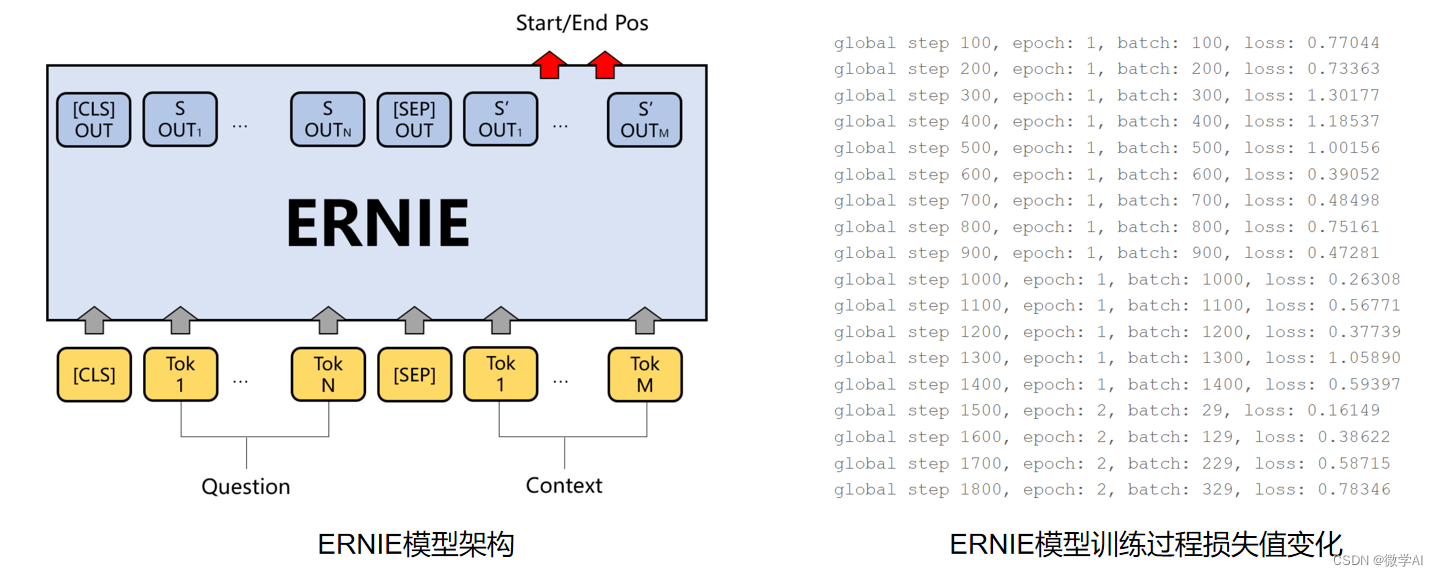 Start/End Pos
[CLS] OUT
S OUT1
...
S OUTN
[SEP] OUT
S' OUT1
...
S' OUTM
ERNIE
[CLS]
Tok 1
...
Tok N
[SEP]
Tok 1
...
Tok M
Question
Context
ERNIE模型架构
global step 100, epoch: 1, batch: 100, loss: 0.77044
global step 200, epoch: 1, batch: 200, loss: 0.73363
global step 300, epoch: 1, batch: 300, loss: 1.30177
global step 400, epoch: 1, batch: 400, loss: 1.18537
global step 500, epoch: 1, batch: 500, loss: 1.00156
global step 600, epoch: 1, batch: 600, loss: 0.39052
global step 700, epoch: 1, batch: 700, loss: 0.48498
global step 800, epoch: 1, batch: 800, loss: 0.75161
global step 900, epoch: 1, batch: 900, loss: 0.47281
global step 1000, epoch: 1, batch: 1000, loss: 0.26308
global step 1100, epoch: 1, batch: 1100, loss: 0.56771
global step 1200, epoch: 1, batch: 1200, loss: 0.37739
global step 1300, epoch: 1, batch: 1300, loss: 1.05890
global step 1400, epoch: 1, batch: 1400, loss: 0.59397
global step 1500, epoch: 2, batch: 29, loss: 0.16149
global step 1600, epoch: 2, batch: 129, loss: 0.38622
global step 1700, epoch: 2, batch: 229, loss: 0.58715
global step 1800, epoch: 2, batch: 329, loss: 0.78346
ERNIE模型训练过程损失值变化
CSDN @微学AI